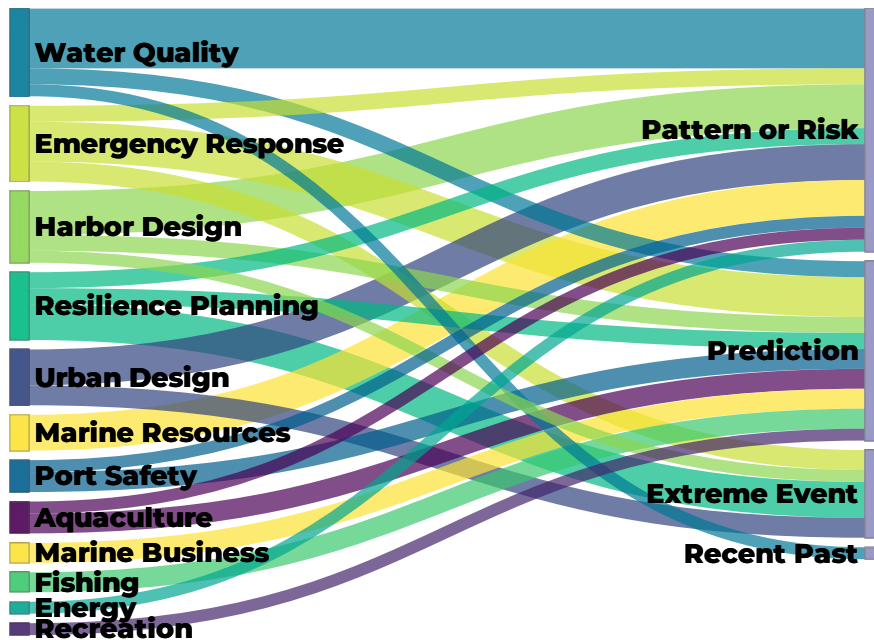 Water Quality
Emergency Response
Harbor Design
Resilience Planning
Urban Design
Marine Resources
Port Safety
Aquaculture
Marine Business
Fishing
Energy
Recreation
Pattern or Risk
Prediction
Extreme Event
Recent Past